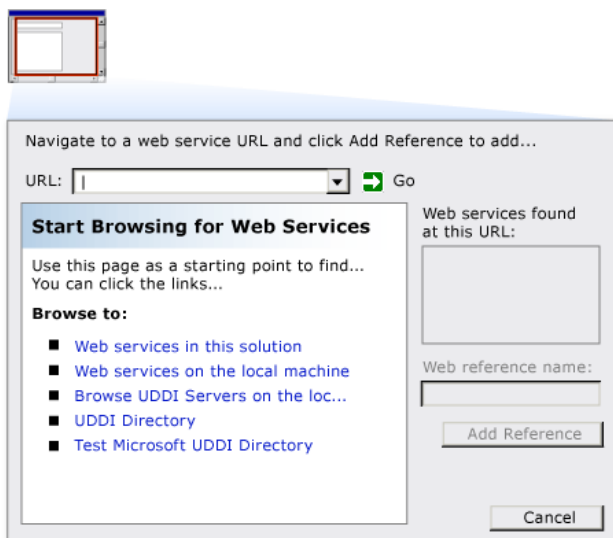 Navigate to a web service URL and click Add Reference to add...
URL:
Go
Start Browsing for Web Services
Use this page as a starting point to find...
You can click the links...
Browse to:
Web services in this solution
Web services on the local machine
Browse UDDI Servers on the loc...
UDDI Directory
Test Microsoft UDDI Directory
Web services found
at this URL:
Web reference name:
Add Reference
Cancel